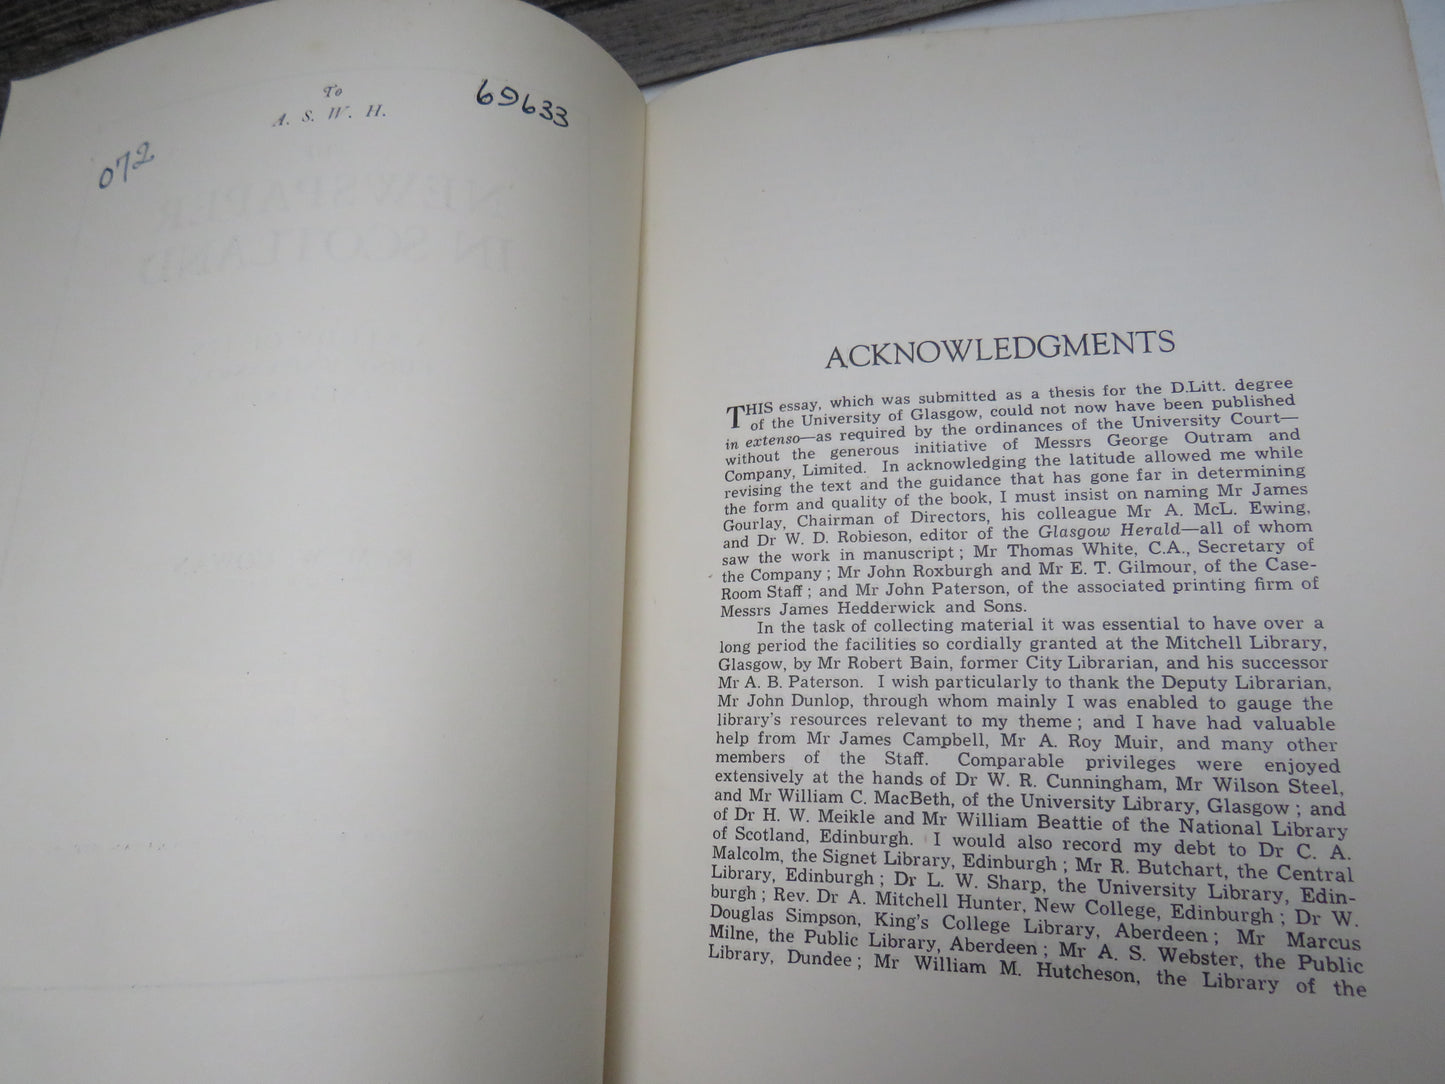 To
A. S. W. H.
69633
072
NEWSPAPER
IN SCOTLAND
ACKNOWLEDGMENTS
THIS essay, which was submitted as a thesis for the D.Litt. degree
of the University of Glasgow, could not now have been published
in extenso—as required by the ordinances of the University Court—
without the generous initiative of Messrs George Outram and
Company, Limited. In acknowledging the latitude allowed me while
revising the text and the guidance that has gone far in determining
the form and quality of the book, I must insist on naming Mr James
Gourlay, Chairman of Directors, his colleague Mr A. McL. Ewing,
and Dr W. D. Robieson, editor of the Glasgow Herald—all of whom
saw the work in manuscript; Mr Thomas White, C.A., Secretary of
the Company; Mr John Roxburgh and Mr E. T. Gilmour, of the Case-
Room Staff; and Mr John Paterson, of the associated printing firm of
Messrs James Hedderwick and Sons.
In the task of collecting material it was essential to have over a
long period the facilities so cordially granted at the Mitchell Library,
Glasgow, by Mr Robert Bain, former City Librarian, and his successor
Mr A. B. Paterson. I wish particularly to thank the Deputy Librarian,
Mr John Dunlop, through whom mainly I was enabled to gauge the
library's resources relevant to my theme; and I have had valuable
help from Mr James Campbell, Mr A. Roy Muir, and many other
members of the Staff. Comparable privileges were enjoyed
extensively at the hands of Dr W. R. Cunningham, Mr Wilson Steel,
and Mr William C. MacBeth, of the University Library, Glasgow; and
of Dr H. W. Meikle and Mr William Beattie of the National Library
of Scotland, Edinburgh. I would also record my debt to Dr C. A.
Malcolm, the Signet Library, Edinburgh; Mr R. Butchart, the Central
Library, Edinburgh; Dr L. W. Sharp, the University Library, Edin-
burgh; Rev. Dr A. Mitchell Hunter, New College, Edinburgh; Dr W.
Douglas Simpson, King's College Library, Aberdeen; Mr Marcus
Milne, the Public Library, Aberdeen; Mr A. S. Webster, the Public
Library, Dundee; Mr William M. Hutcheson, the Library of the